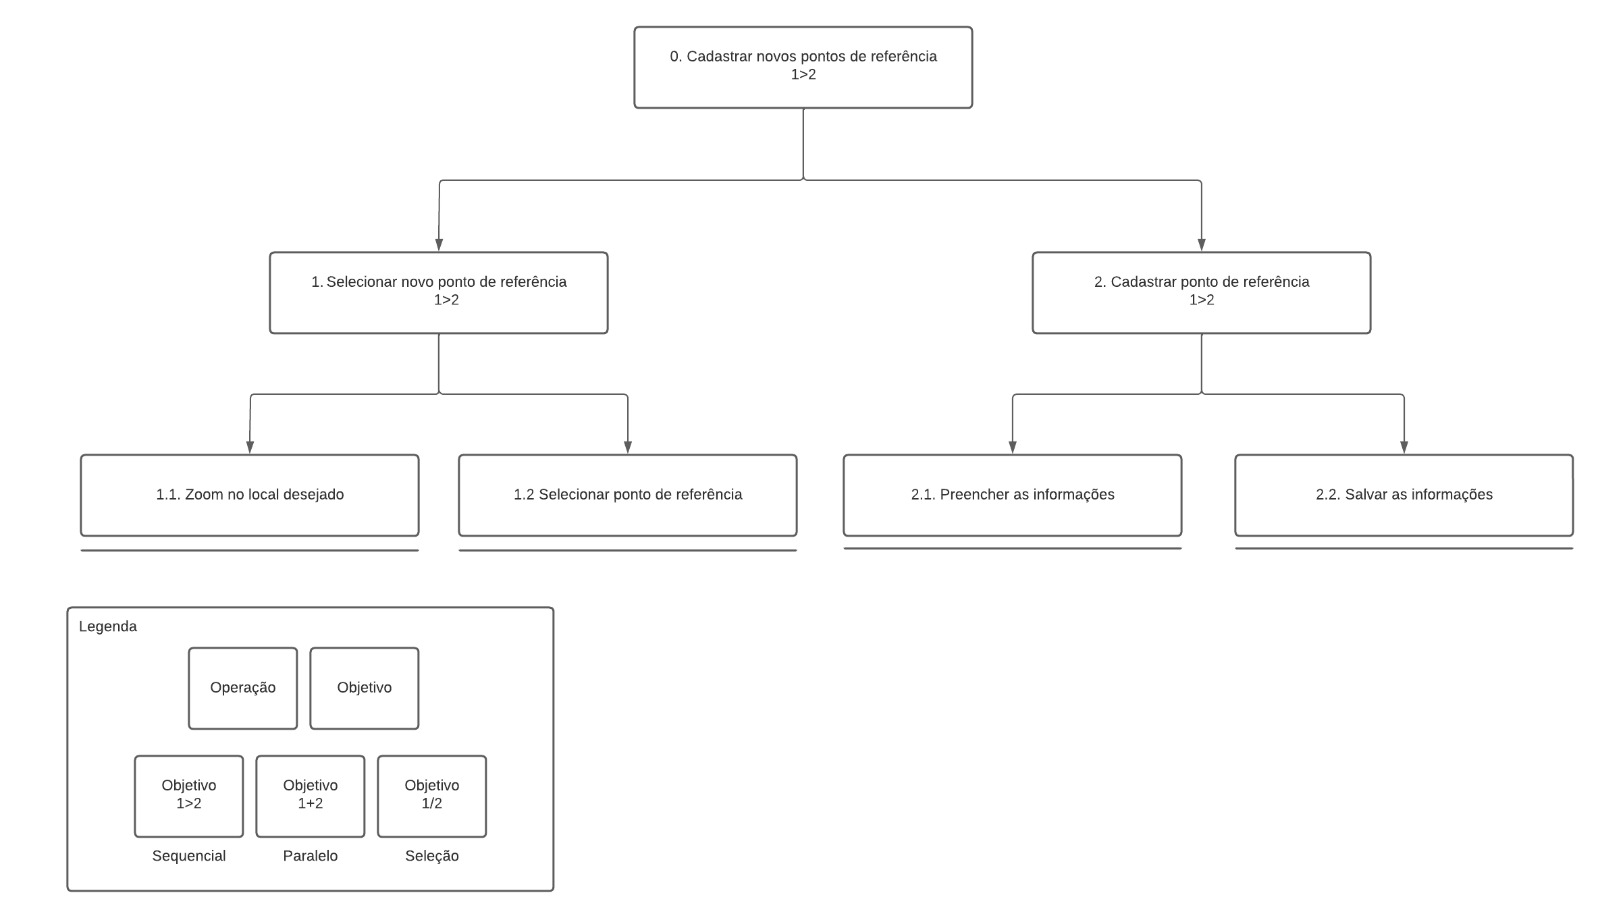 0. Cadastrar novos pontos de referência
1>2
1. Selecionar novo ponto de referência
1>2
2. Cadastrar ponto de referência
1>2
1.1. Zoom no local desejado
1.2 Selecionar ponto de referência
2.1. Preencher as informações
2.2. Salvar as informações
Legenda
Operação
Objetivo
Objetivo
1>2
Objetivo
1+2
Objetivo
1/2
Sequencial
Paralelo
Seleção